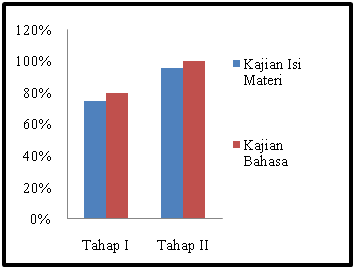 120%
100%
80%
60%
40%
20%
0%
Tahap I
Tahap II
Kajian Isi
Materi
Kajian
Bahasa